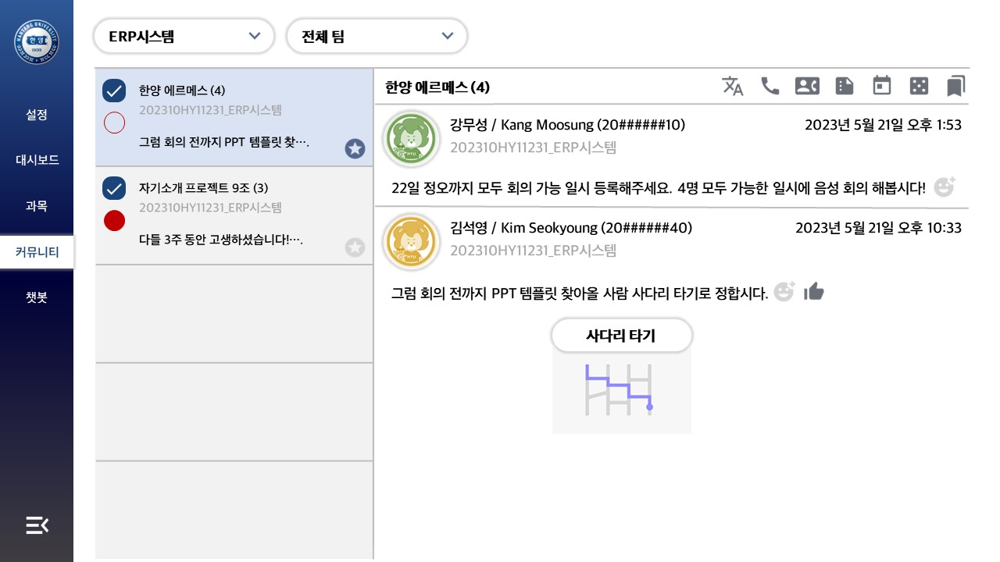 HANYANG UNIVERSITY
한양
1939
설정
대시보드
과목
커뮤니티
챗봇
ERP시스템
전체 팀
한양 에르메스 (4)
202310HY11231_ERP시스템
그럼 회의 전까지 PPT 템플릿 찾···.
자기소개 프로젝트 9조 (3)
202310HY11231_ERP시스템
다들 3주 동안 고생하셨습니다!···.
한양 에르메스 (4)
강무성 / Kang Moosung (20######10)
2023년 5월 21일 오후 1:53
202310HY11231_ERP시스템
HYU
22일 정오까지 모두 회의 가능 일시 등록해주세요. 4명 모두 가능한 일시에 음성 회의 해봅시다!
김석영 / Kim Seokyoung (20######40)
2023년 5월 21일 오후 10:33
202310HY11231_ERP시스템
HYU
그럼 회의 전까지 PPT 템플릿 찾아올 사람 사다리 타기로 정합시다.
사다리 타기